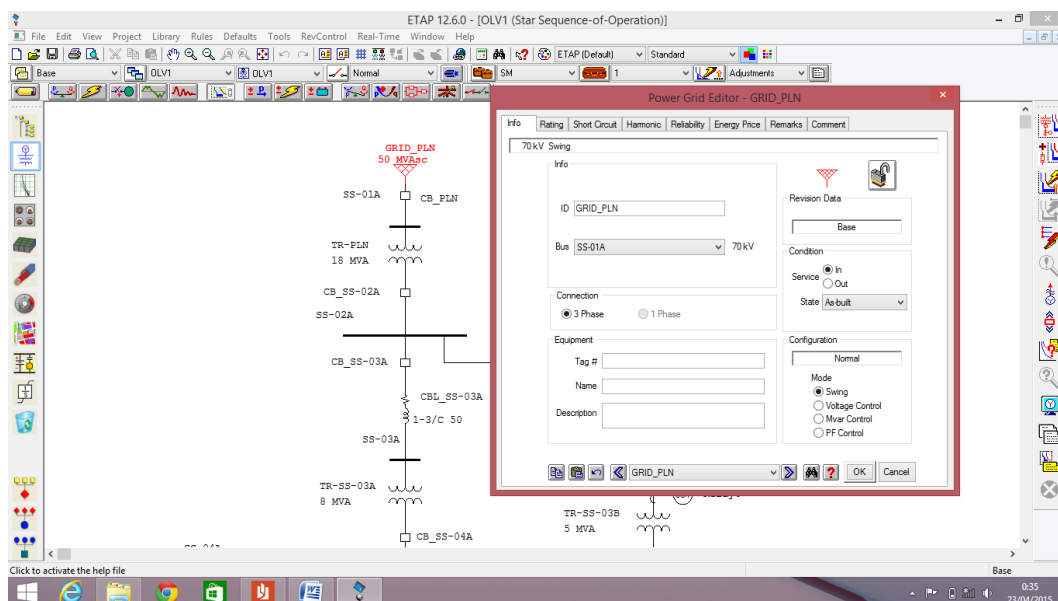 ETAP 12.6.0 - [OLV1 (Star Sequence-of-Operation)]
File Edit View Project Library Rules Defaults Tools RevControl Real-Time Window Help
ETAP (Default) Standard
Base OLV1 OLV1 Normal SM 1 Adjustments
Power Grid Editor - GRID_PLN
Info Rating Short Circuit Harmonic Reliability Energy Price Remarks Comment
70 kV Swing
Info
ID GRID_PLN
Bus SS-01A 70 kV
Revision Data
Base
Condition
Service In
Out
State As-built
Connection
3 Phase 1 Phase
Equipment
Tag #
Name
Description
Configuration
Normal
Mode
Swing
Voltage Control
Mvar Control
PF Control
GRID_PLN OK Cancel
GRID_PLN
50 MVAsc
SS-01A
CB_PLN
TR-PLN
18 MVA
CB_SS-02A
SS-02A
CB_SS-03A
CBL_SS-03A
1-3/C 50
SS-03A
TR-SS-03A
8 MVA
CB_SS-04A
TR-SS-03B
5 MVA
Click to activate the help file
Base
0:35
23/04/2015